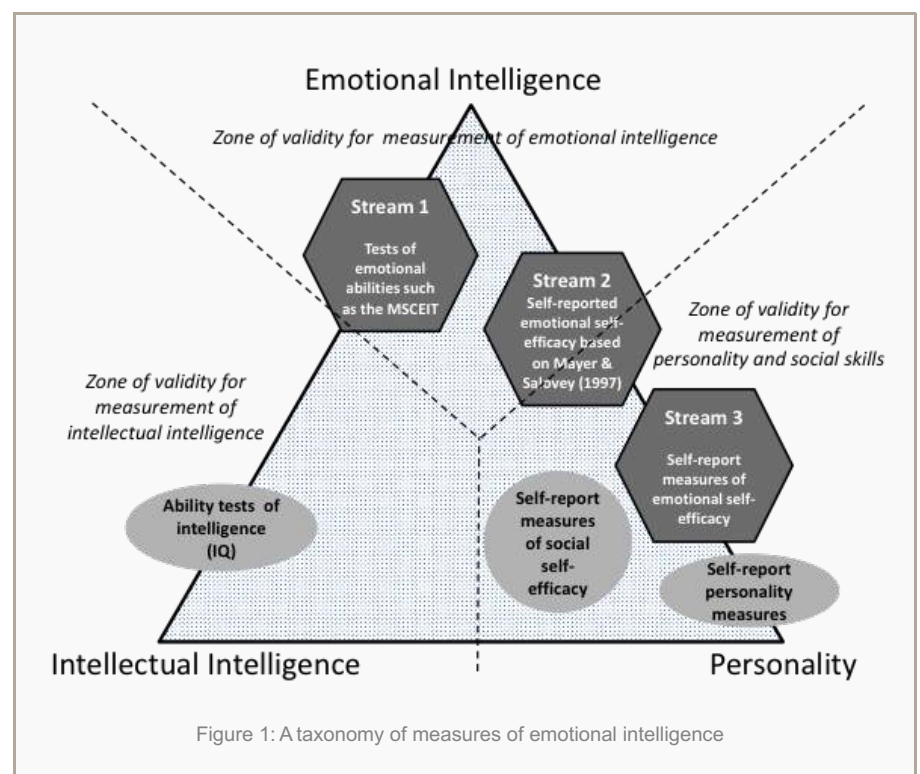 Emotional Intelligence
Zone of validity for measurement of emotional intelligence
Stream 1
Tests of
emotional
abilities such
as the MSCEIT
Stream 2
Self-reported
emotional self-
efficacy based
on Mayer &
Salovey (1997)
Zone of validity for
measurement of
personality and social skills
Zone of validity for
measurement of
intellectual intelligence
Stream 3
Self-report
measures of
emotional self-
efficacy
Ability tests of
intelligence
(IQ)
Self-report
measures
of social
self-
efficacy
Self-report
personality
measures
Intellectual Intelligence
Personality
Figure 1: A taxonomy of measures of emotional intelligence